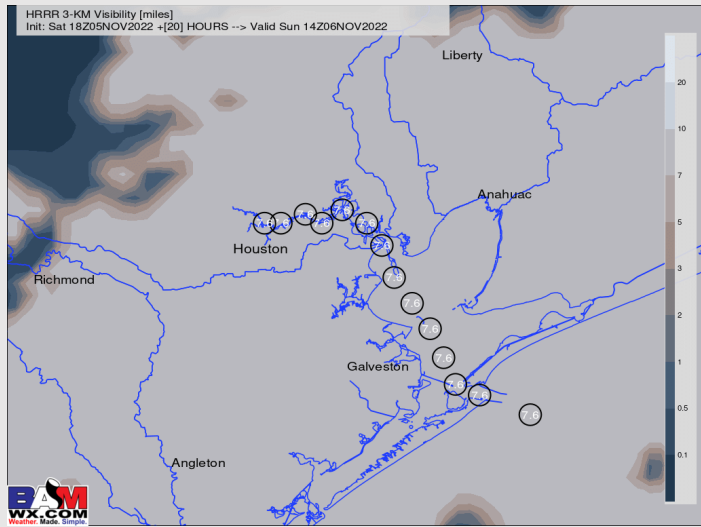 HRRR 3-KM Visibility [miles]
Init: Sat 18Z05NOV2022 +[20] HOURS --> Valid Sun 14Z06NOV2022
Liberty
20
10
7
Anahuac
7.6
7.6
5
Houston
3
Richmond
7.6
7.6
2
7.6
7.6
Galveston
1
7.6
7.6
0.5
7.6
0.1
Angleton
BAM
WX.COM
Weather. Made. Simple.